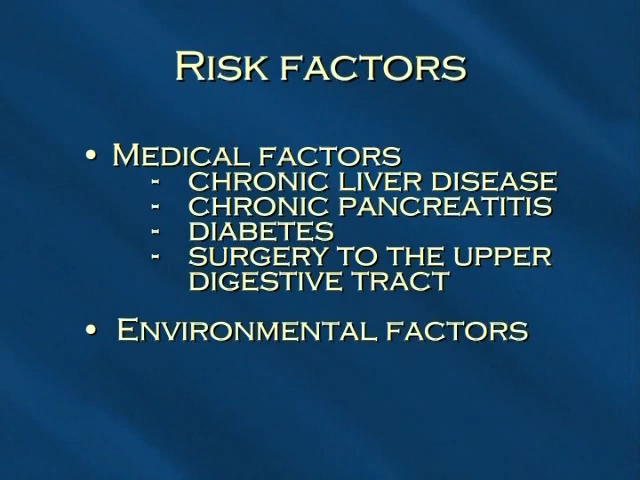 Risk factors
• Medical factors
- chronic liver disease
- chronic pancreatitis
- diabetes
- surgery to the upper
digestive tract
• Environmental factors